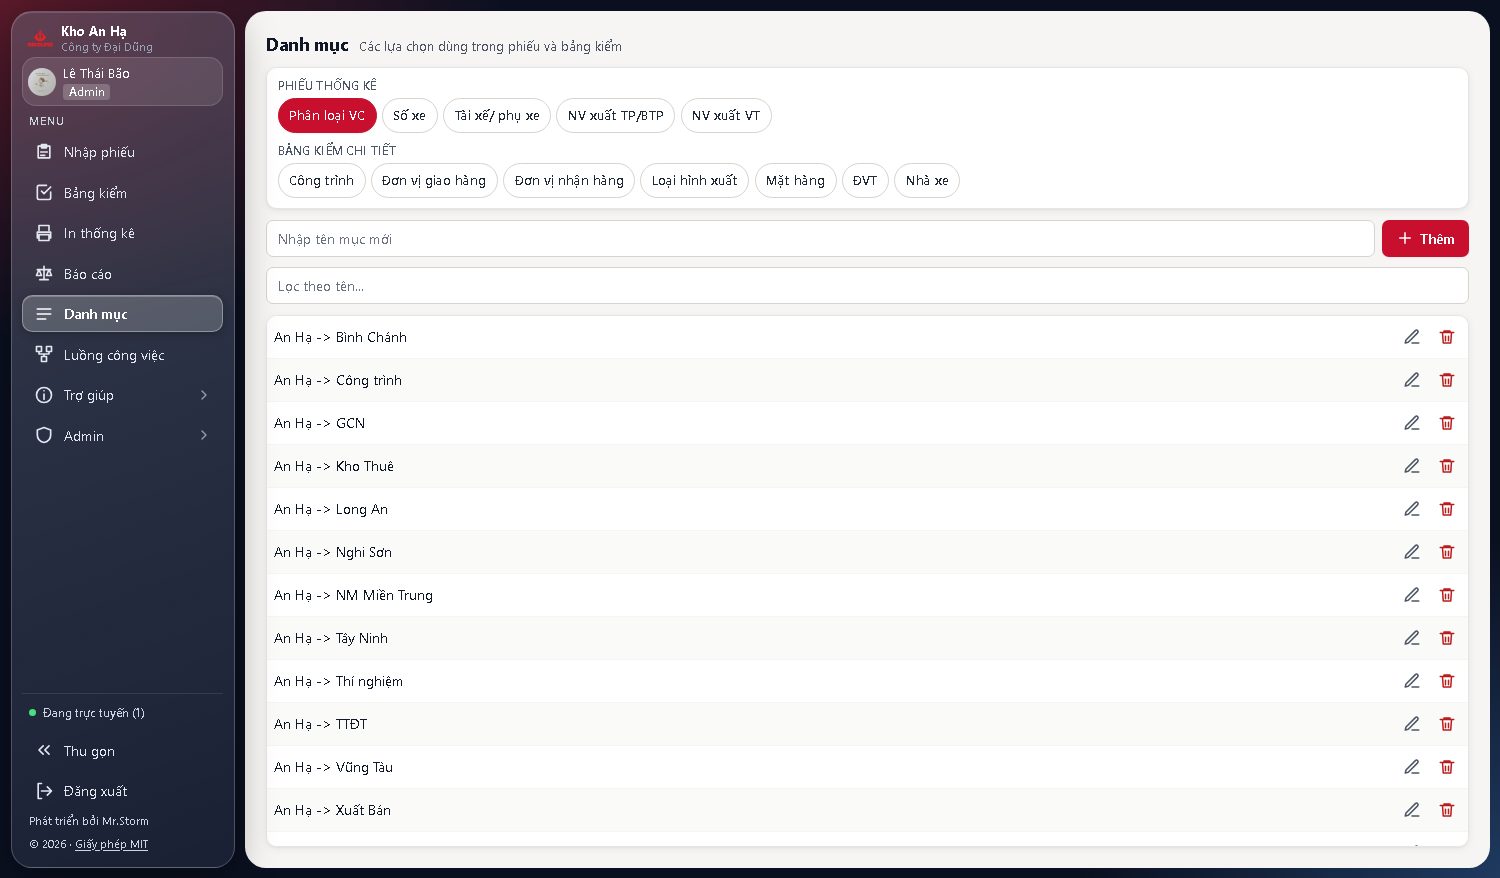 Kho An Hạ
Công ty Đại Dũng
Lê Thái Bão
Admin
MENU
Nhập phiếu
Bảng kiểm
In thống kê
Báo cáo
Danh mục
Luồng công việc
Trợ giúp
Admin
Đang trực tuyến (1)
Thu gọn
Đăng xuất
Phát triển bởi Mr.Storm
© 2026 · Giấy phép MIT
Danh mục Các lựa chọn dùng trong phiếu và bảng kiểm
PHIẾU THỐNG KÊ
Phân loại VC Số xe Tài xế/ phụ xe NV xuất TP/BTP NV xuất VT
BẢNG KIỂM CHI TIẾT
Công trình Đơn vị giao hàng Đơn vị nhận hàng Loại hình xuất Mặt hàng ĐVT Nhà xe
Nhập tên mục mới
Thêm
Lọc theo tên...
An Hạ -> Bình Chánh
An Hạ -> Công trình
An Hạ -> GCN
An Hạ -> Kho Thuê
An Hạ -> Long An
An Hạ -> Nghi Sơn
An Hạ -> NM Miền Trung
An Hạ -> Tây Ninh
An Hạ -> Thí nghiệm
An Hạ -> TTĐT
An Hạ -> Vũng Tàu
An Hạ -> Xuất Bán